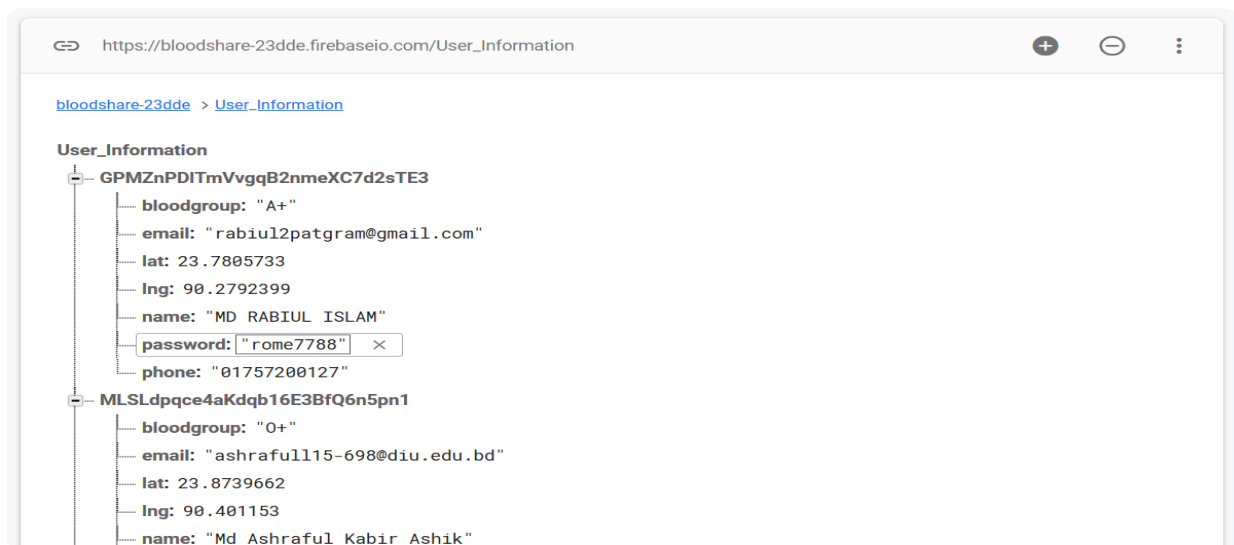 https://bloodshare-23dde.firebaseio.com/User_Information
bloodshare-23dde > User_Information
User_Information
GPMZnPDITmVvgqB2nmeXC7d2sTE3
bloodgroup: "A+"
email: "rabiul2patgram@gmail.com"
lat: 23.7805733
lng: 90.2792399
name: "MD RABIUL ISLAM"
password: "rome7788" ×
phone: "01757200127"
MLSLdpqce4aKdqb16E3BfQ6n5pn1
bloodgroup: "O+"
email: "ashrafull15-698@diu.edu.bd"
lat: 23.8739662
lng: 90.401153
name: "Md Ashraful Kabir Ashik"